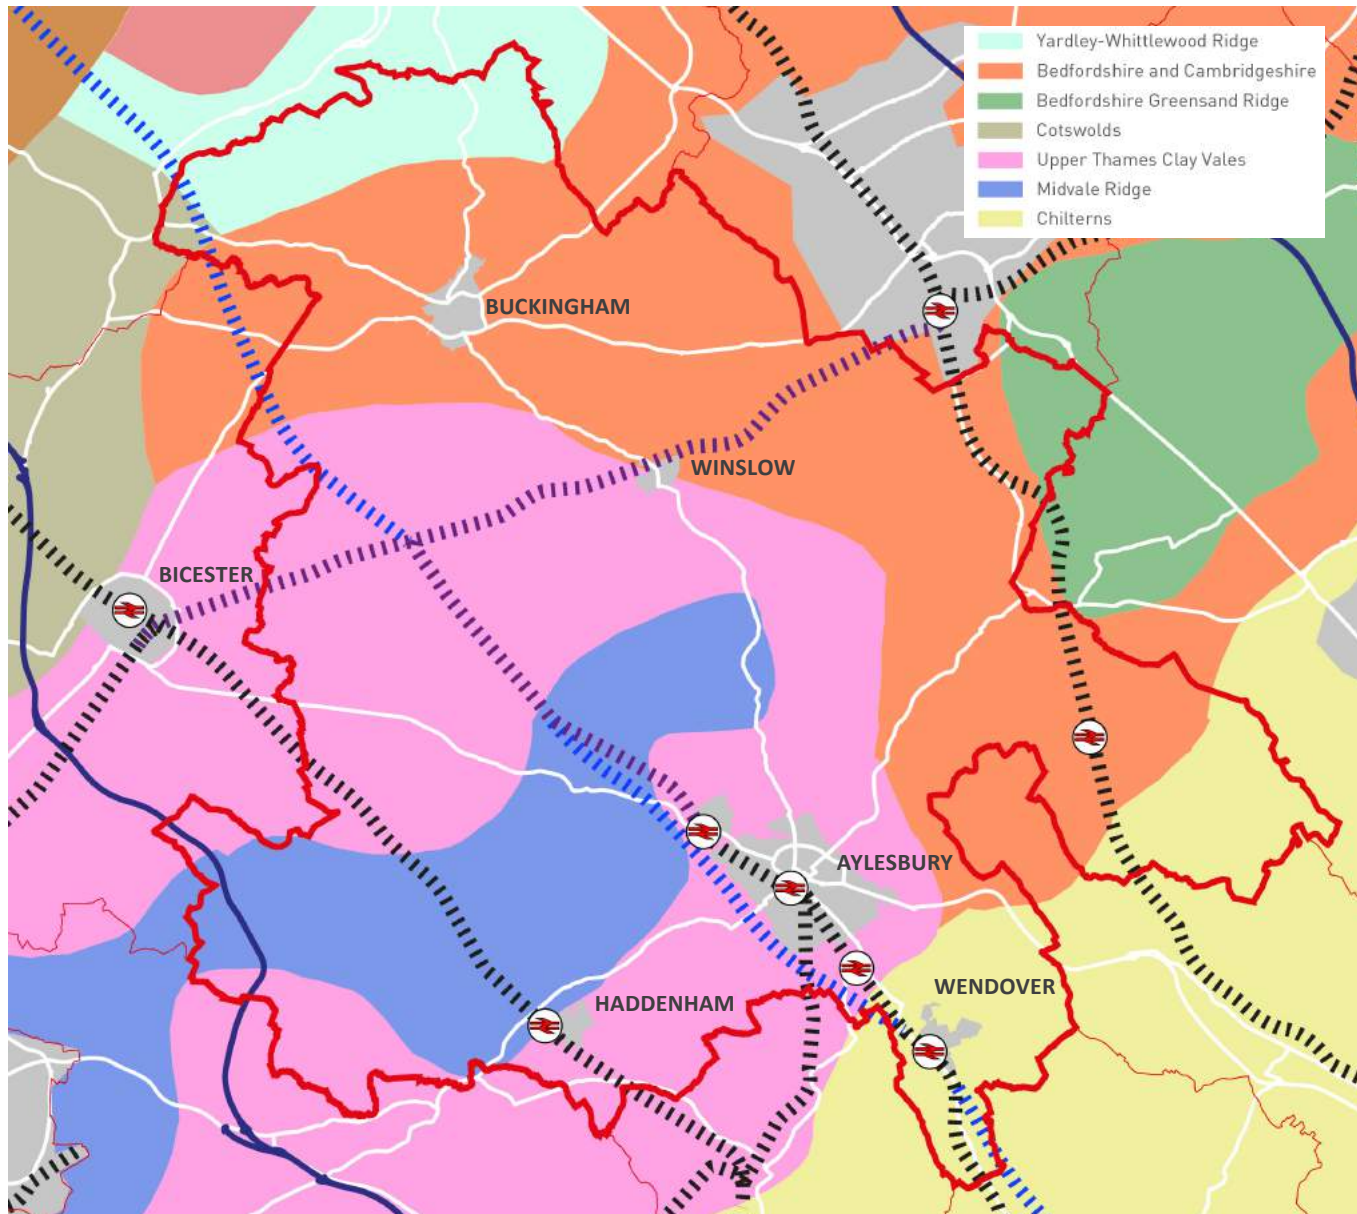 Yardley-Whittlewood Ridge
Bedfordshire and Cambridgeshire
Bedfordshire Greensand Ridge
Cotswolds
Upper Thames Clay Vales
Midvale Ridge
Chilterns
BUCKINGHAM
WINSLOW
BICESTER
AYLESBURY
WENDOVER
HADDENHAM